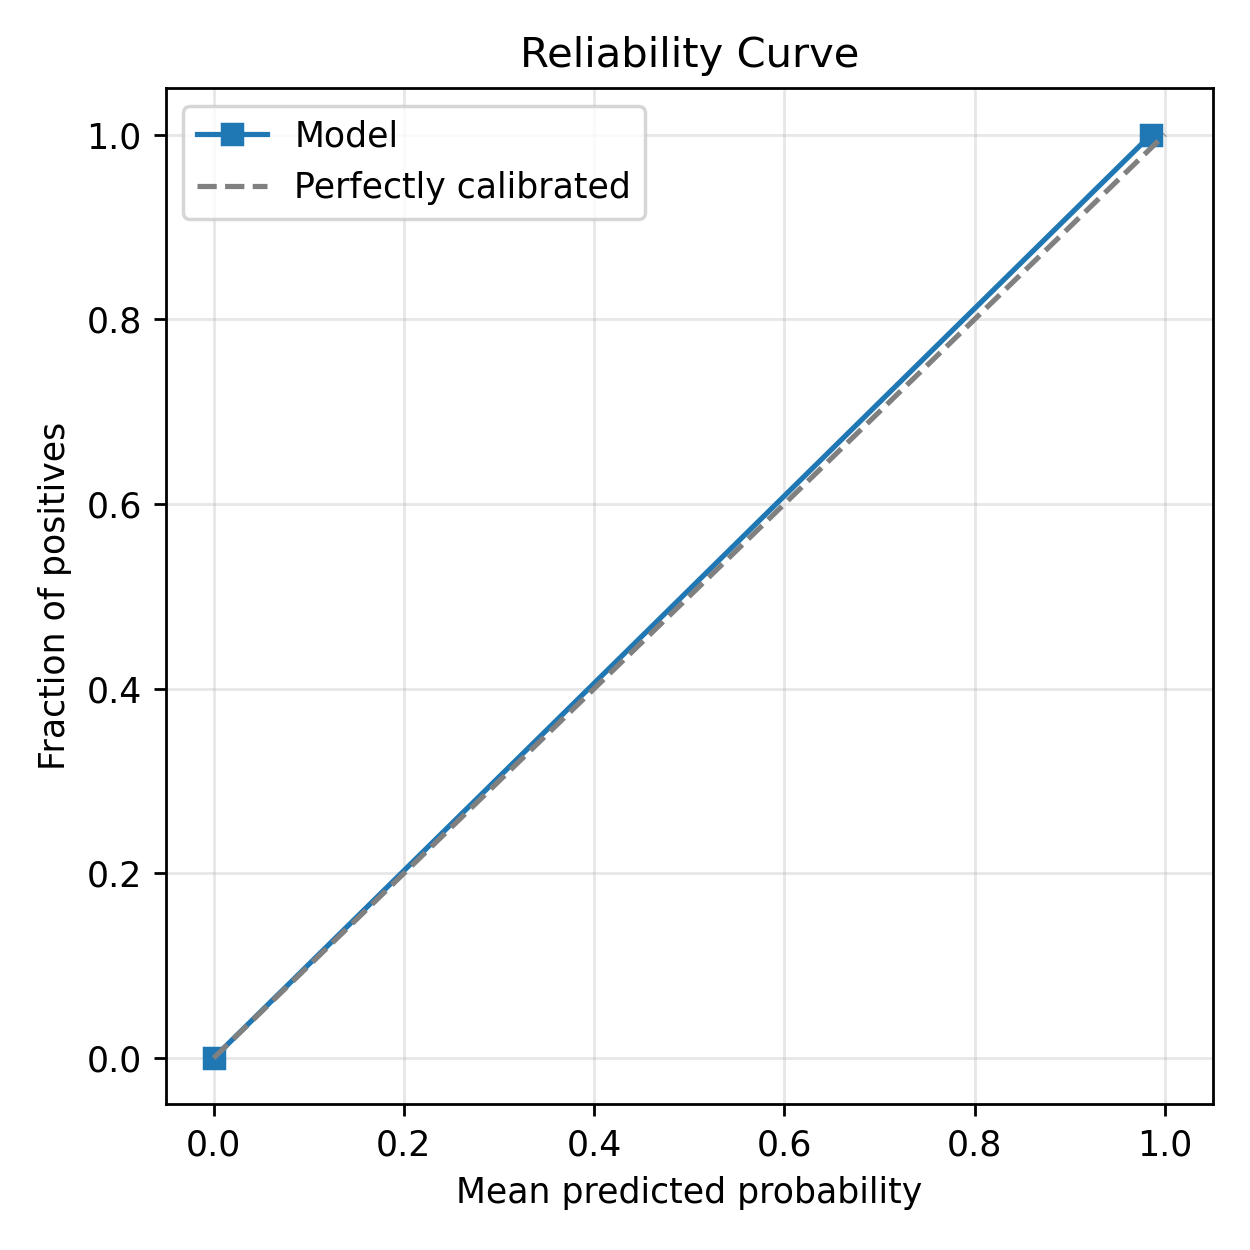 Reliability Curve
Model
Perfectly calibrated
1.0
0.8
0.6
0.4
0.2
0.0
Fraction of positives
0.0 0.2 0.4 0.6 0.8 1.0
Mean predicted probability